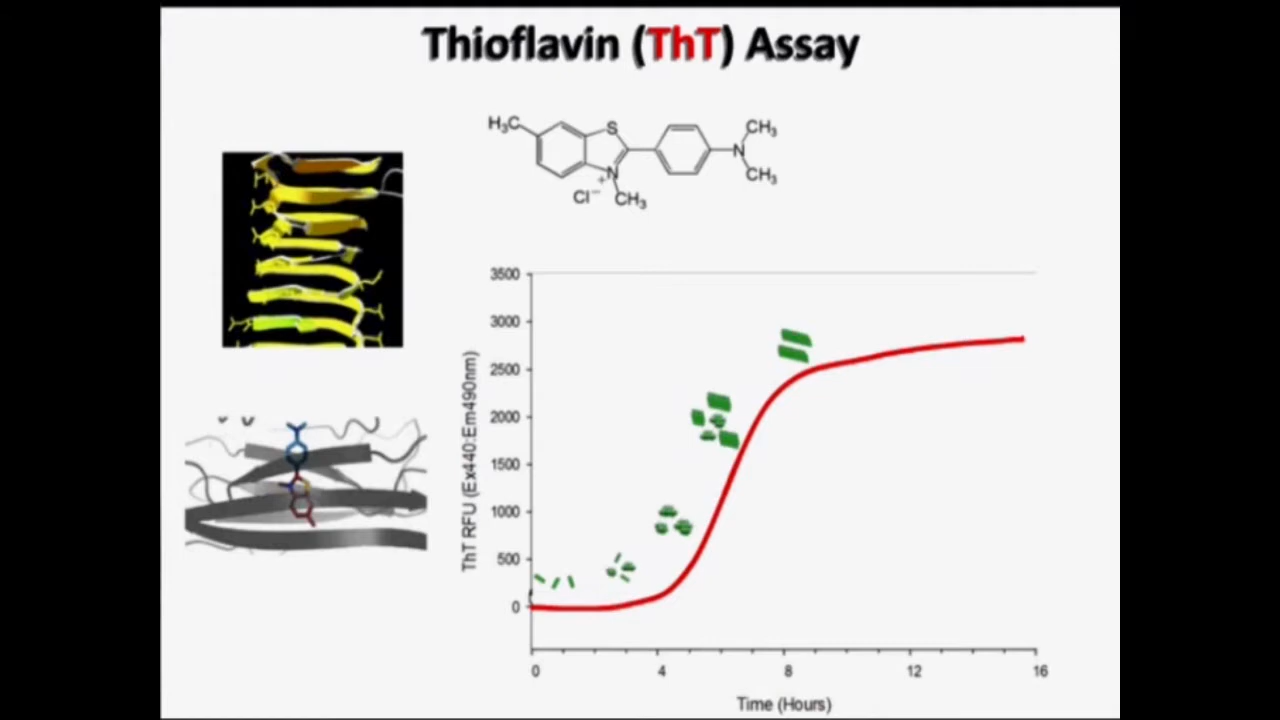 Thioflavin (ThT) Assay
H₃C
S
N
CH₃
CH₃
N
+
Cl⁻
CH₃
ThT RFU (Ex440:Em490nm)
3500
3000
2500
2000
1500
1000
500
0
0
4
8
12
16
Time (Hours)